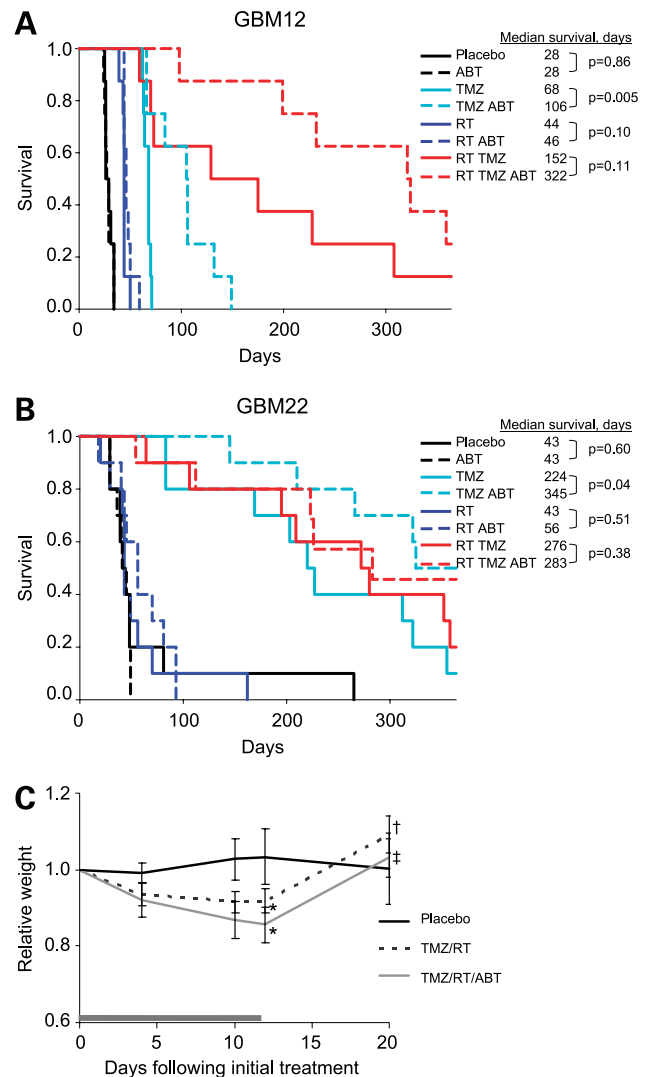 A
GBM12
Median survival, days
Placebo 28
ABT 28
p=0.86
TMZ 68
TMZ ABT 106
p=0.005
RT 44
RT ABT 46
p=0.10
RT TMZ 152
RT TMZ ABT 322
p=0.11
Survival
1.0
0.8
0.6
0.4
0.2
0.0
0 100 200 300
Days
B
GBM22
Median survival, days
Placebo 43
ABT 43
p=0.60
TMZ 224
TMZ ABT 345
p=0.04
RT 43
RT ABT 56
p=0.51
RT TMZ 276
RT TMZ ABT 283
p=0.38
Survival
1.0
0.8
0.6
0.4
0.2
0.0
0 100 200 300
Days
C
Relative weight
1.2
1.0
0.8
0.6
†
‡
*
*
Placebo
TMZ/RT
TMZ/RT/ABT
0 5 10 15 20
Days following initial treatment